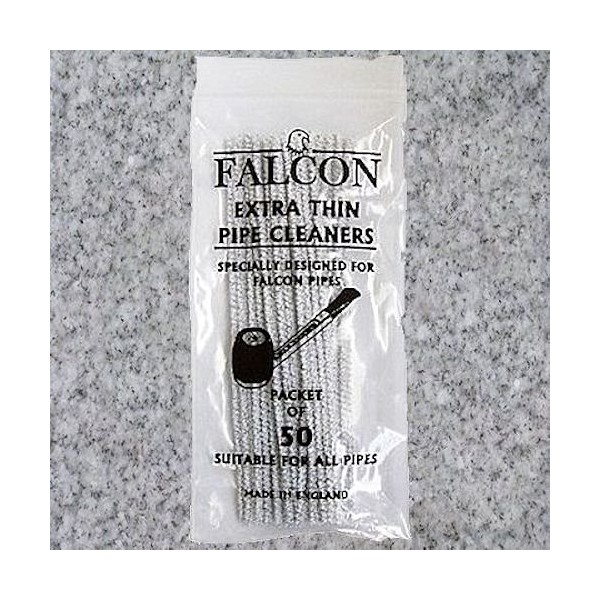 FALCON
EXTRA THIN
PIPE CLEANERS
SPECIALLY DESIGNED FOR
FALCON PIPES
PACKET
OF
50
SUITABLE FOR ALL PIPES
MADE IN ENGLAND